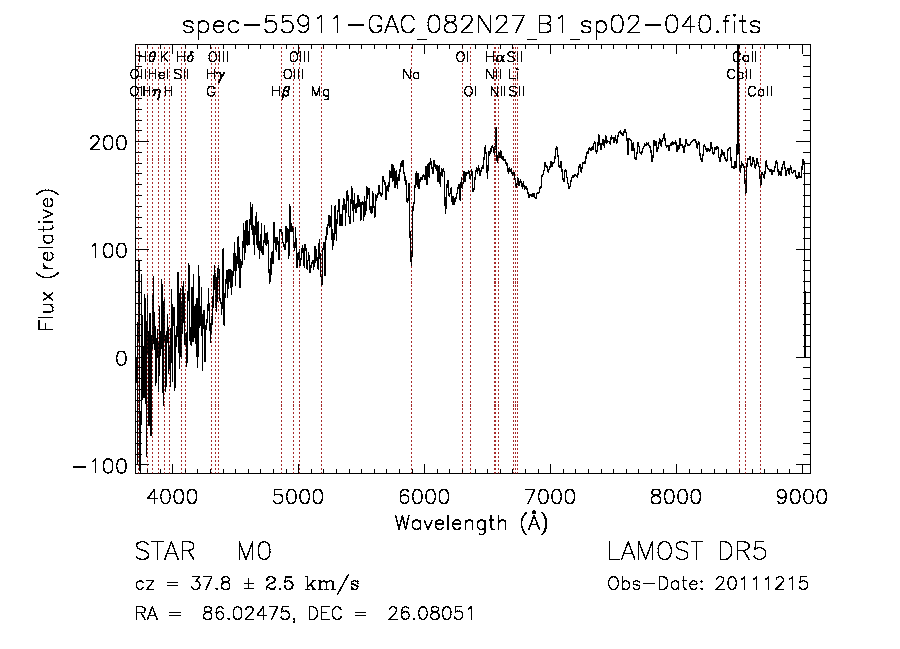 spec-55911-GAC_082N27_B1_sp02-040.fits
Hθ K Hδ OIII OIII OI Hα SII CaII
OII HeI SII Hγ OIII Na NII Li CaII
OII Hη H G Hβ Mg OI NII SII CaII
200
100
0
-100
Flux (relative)
4000 5000 6000 7000 8000 9000
Wavelength (Å)
STAR M0 LAMOST DR5
cz = 37.8 ± 2.5 km/s Obs-Date: 20111215
RA = 86.02475, DEC = 26.08051